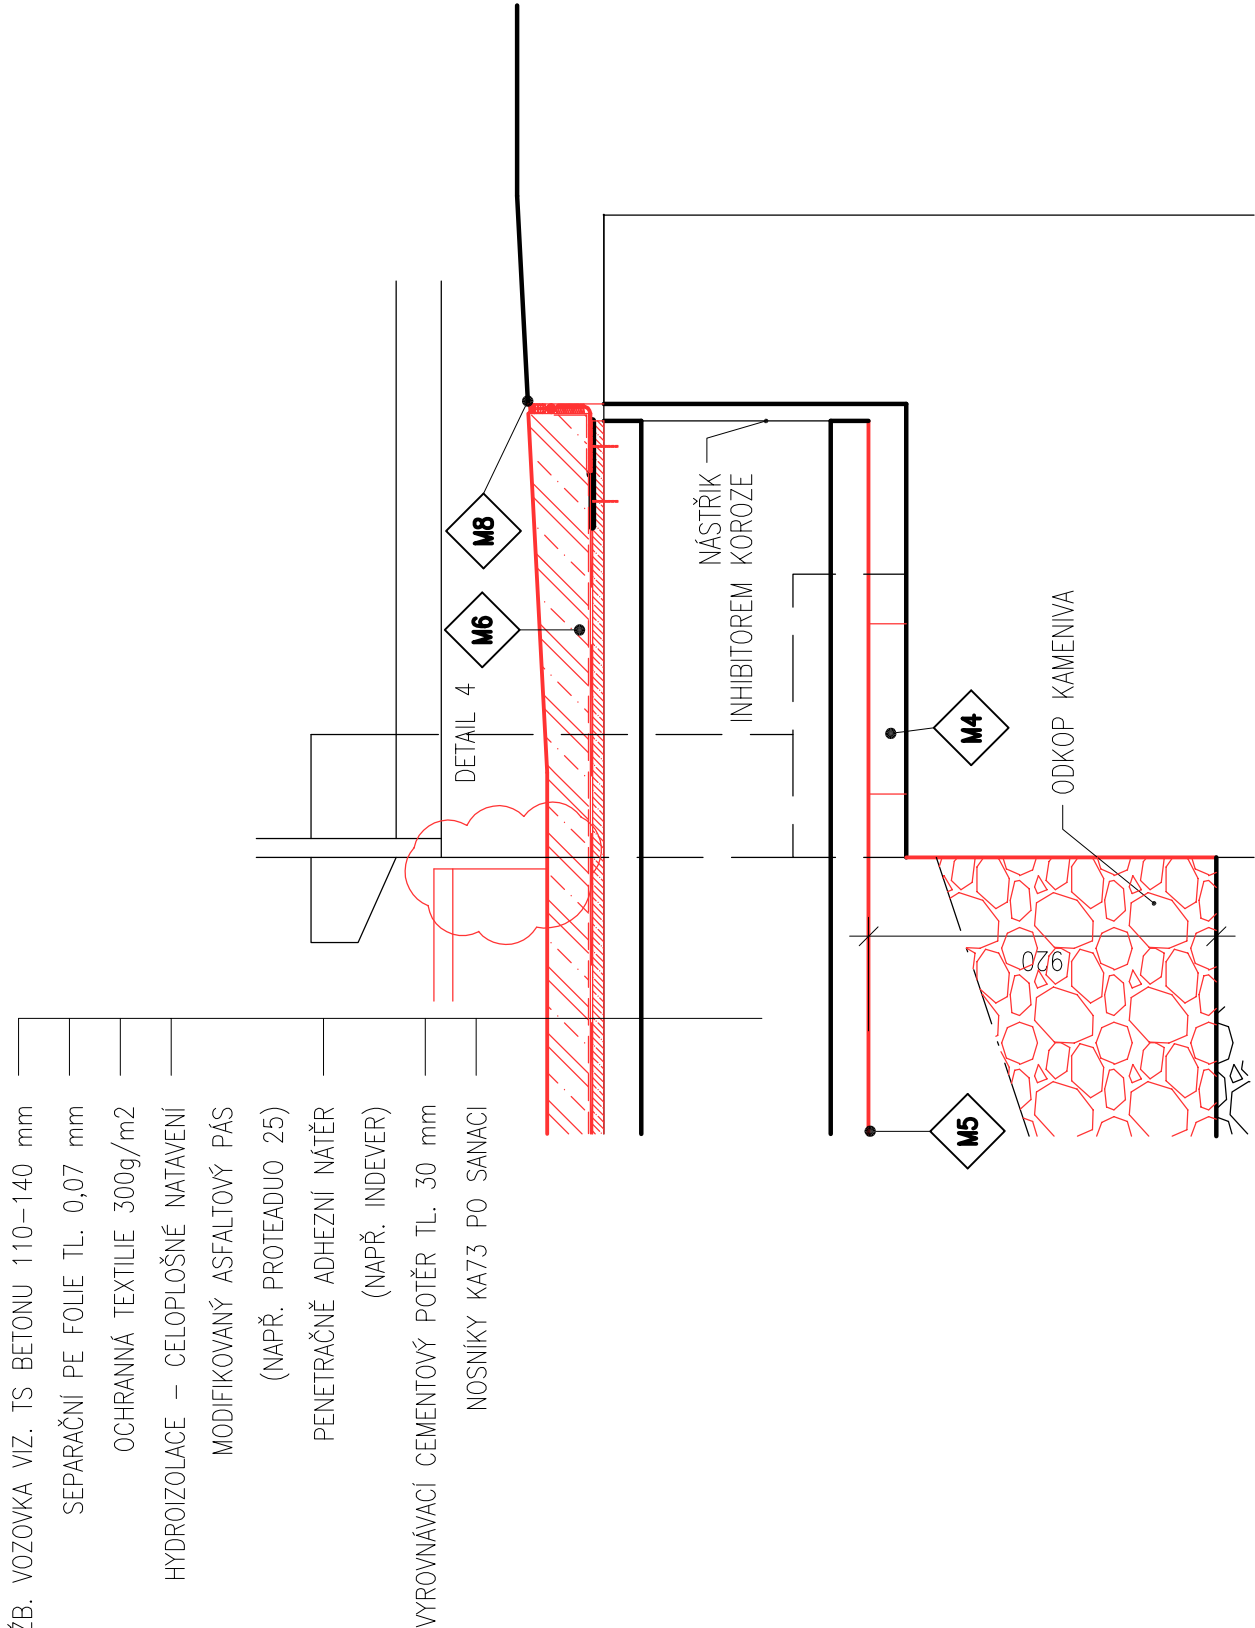 ŽB. VOZOVKA VIZ. TS BETONU 110-140 mm
SEPARAČNÍ PE FOLIE TL. 0,07 mm
OCHRANNÁ TEXTILIE 300g/m2
HYDROIZOLACE - CELOPLOŠNÉ NATAVENÍ
MODIFIKOVANÝ ASFALTOVÝ PÁS
(NAPŘ. PROTEADUO 25)
PENETRAČNĚ ADHEZNÍ NÁTĚR
(NAPŘ. INDEVER)
VYROVNÁVACÍ CEMENTOVÝ POTĚR TL. 30 mm
NOSNÍKY KA73 PO SANACI
DETAIL 4
M8
M6
NÁSTŘIK
INHIBITOREM KOROZE
M4
M5
ODKOP KAMENIVA
920